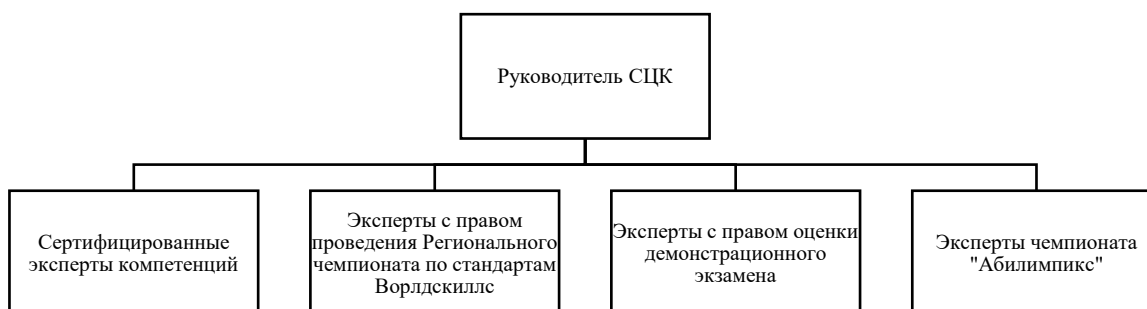 Руководитель СЦК
Сертифицированные
эксперты компетенций
Эксперты с правом
проведения Регионального
чемпионата по стандартам
Ворлдскиллс
Эксперты с правом оценки
демонстрационного
экзамена
Эксперты чемпионата
"Абилимпикс"